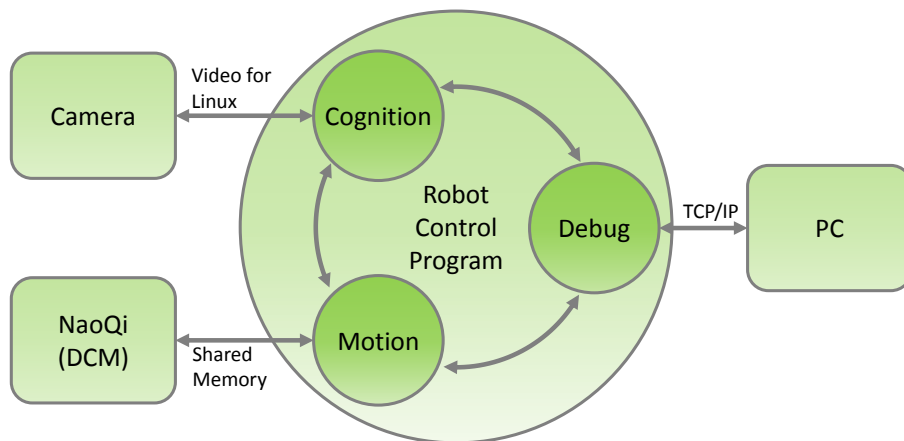 Camera
Video for
Linux
Cognition
Robot
Control
Program
Debug
TCP/IP
PC
NaoQi
(DCM)
Shared
Memory
Motion